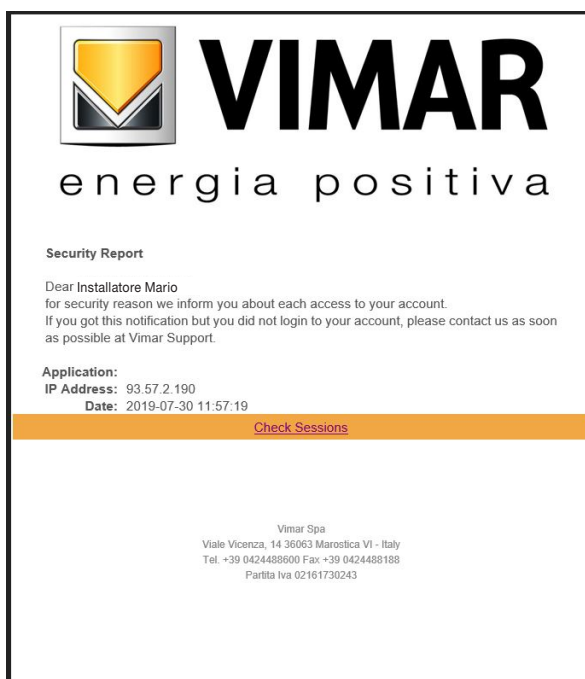 VIMAR
energia positiva
Security Report
Dear Installatore Mario
for security reason we inform you about each access to your account.
If you got this notification but you did not login to your account, please contact us as soon
as possible at Vimar Support.
Application:
IP Address: 93.57.2.190
Date: 2019-07-30 11:57:19
Check Sessions
Vimar Spa
Viale Vicenza, 14 36063 Marostica VI - Italy
Tel. +39 0424488600 Fax +39 0424488188
Partita Iva 02161730243